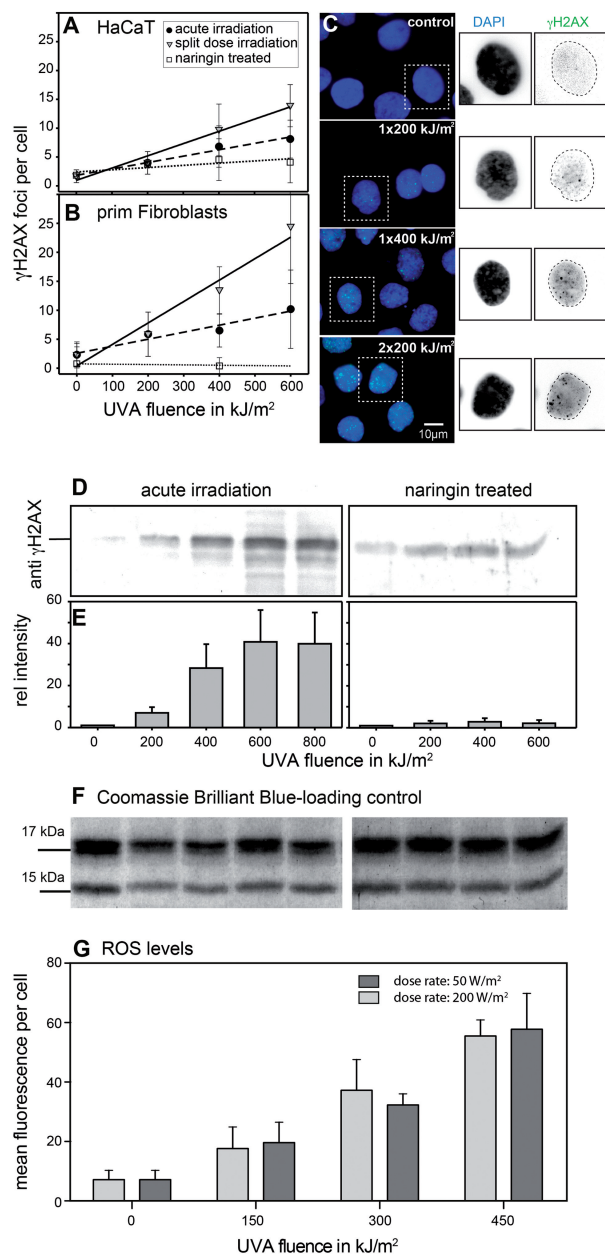 A HaCaT
acute irradiation
split dose irradiation
naringin treated
25
20
15
10
5
0
B prim Fibroblasts
25
20
15
10
5
0
0 100 200 300 400 500 600
UVA fluence in kJ/m²
γH2AX foci per cell
C
control
DAPI
γH2AX
1x200 kJ/m²
1x400 kJ/m²
2x200 kJ/m²
10µm
D acute irradiation naringin treated
anti γH2AX
E
rel intensity
60
40
20
0
0 200 400 600 800 0 200 400 600
UVA fluence in kJ/m²
F Coomassie Brilliant Blue-loading control
17 kDa
15 kDa
G ROS levels
dose rate: 50 W/m²
dose rate: 200 W/m²
mean fluorescence per cell
80
60
40
20
0
0 150 300 450
UVA fluence in kJ/m²